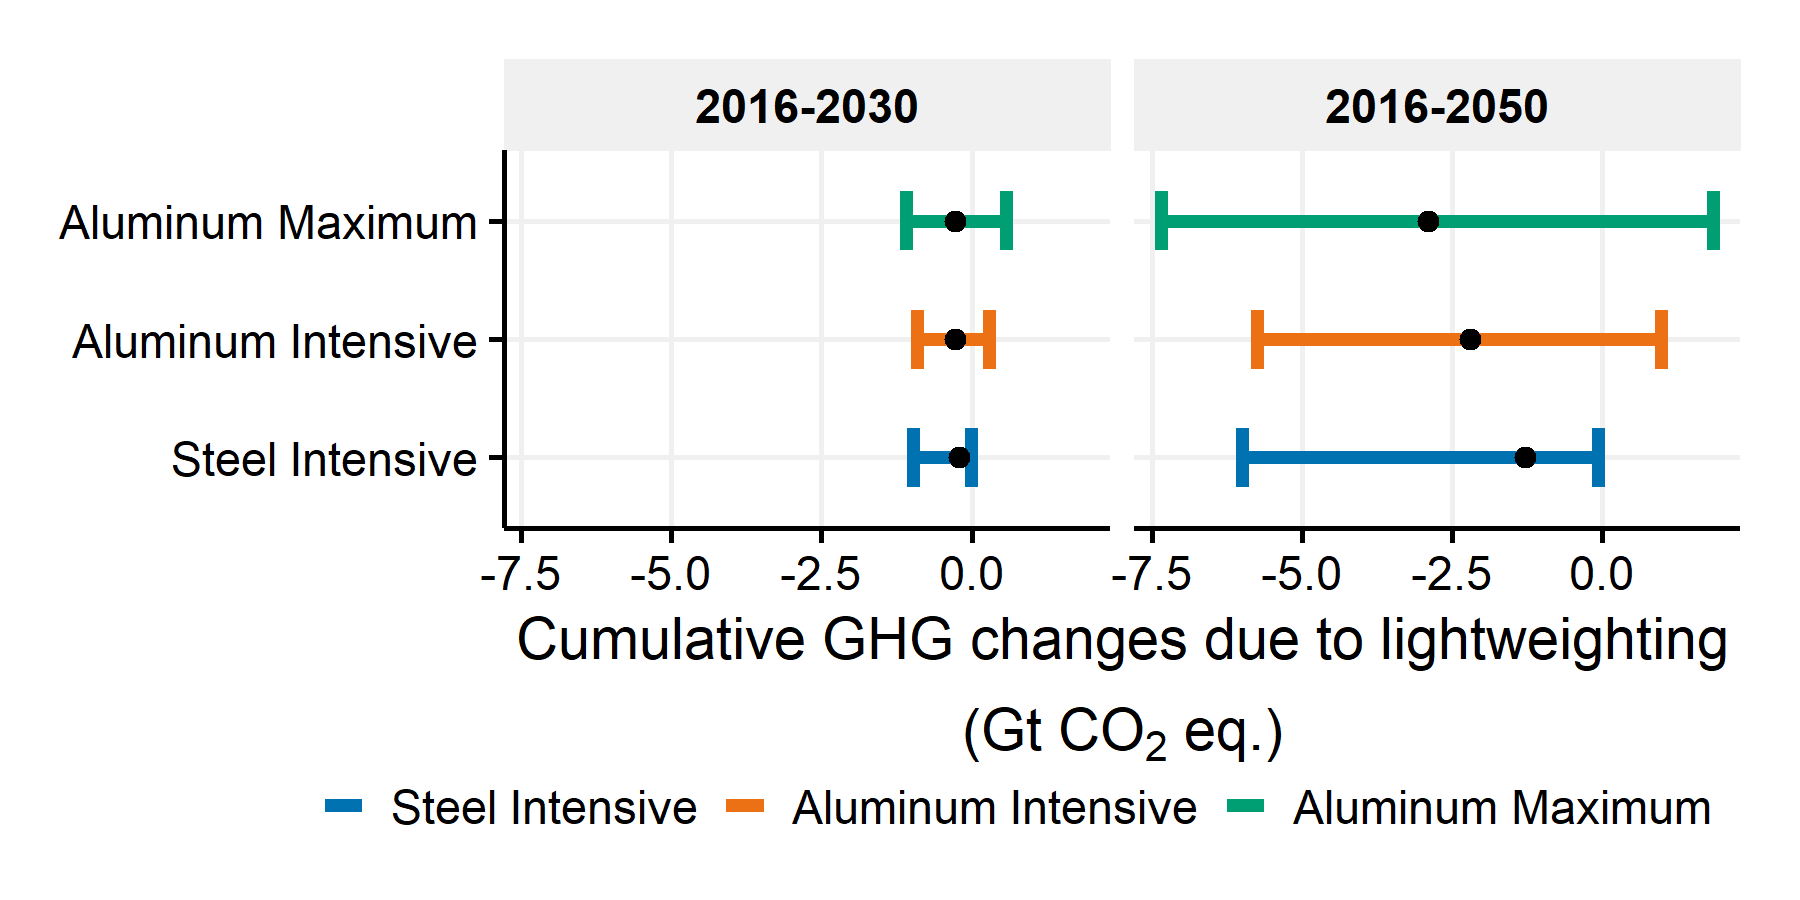 2016-2030 2016-2050
Aluminum Maximum
Aluminum Intensive
Steel Intensive
-7.5 -5.0 -2.5 0.0 -7.5 -5.0 -2.5 0.0
Cumulative GHG changes due to lightweighting
(Gt CO₂ eq.)
Steel Intensive Aluminum Intensive Aluminum Maximum